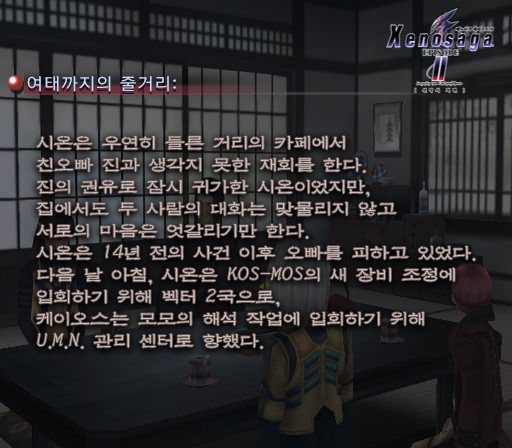 Xenosaga
EPISODE
II
[ 선악의 피안 ]
여태까지의 줄거리:
시온은 우연히 들른 거리의 카페에서
친오빠 진과 생각지 못한 재회를 한다.
진의 권유로 잠시 귀가한 시온이었지만,
집에서도 두 사람의 대화는 맞물리지 않고
서로의 마음은 엇갈리기만 한다.
시온은 14년 전의 사건 이후 오빠를 피하고 있었다.
다음 날 아침, 시온은 KOS-MOS의 새 장비 조정에
입회하기 위해 벡터 2국으로,
케이오스는 모모의 해석 작업에 입회하기 위해
U.M.N. 관리 센터로 향했다.